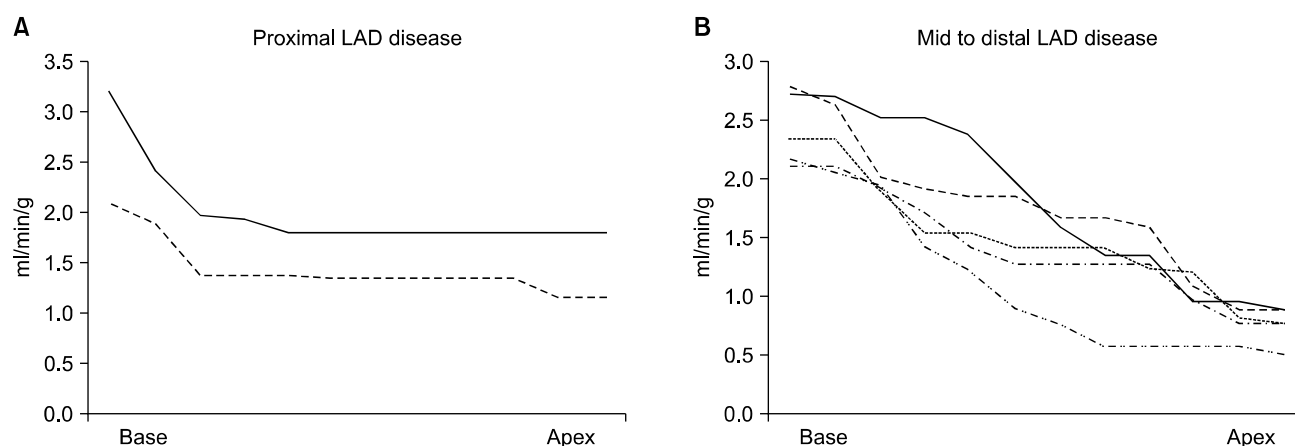 A
Proximal LAD disease
ml/min/g
3.5
3.0
2.5
2.0
1.5
1.0
0.5
0.0
Base
Apex
B
Mid to distal LAD disease
ml/min/g
3.0
2.5
2.0
1.5
1.0
0.5
0.0
Base
Apex